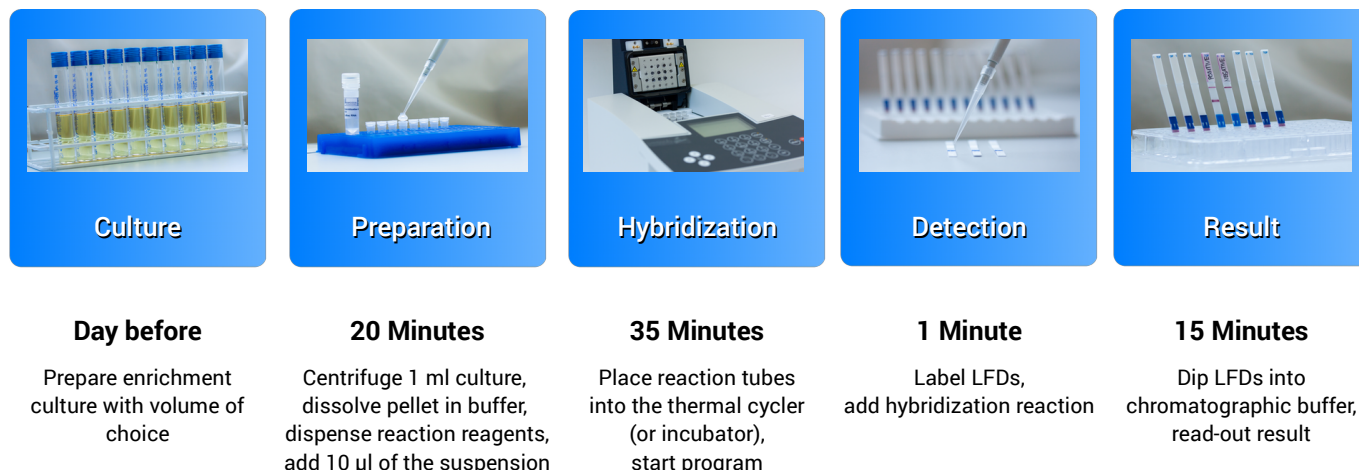 Culture
Preparation
Hybridization
Detection
Result
Day before
20 Minutes
35 Minutes
1 Minute
15 Minutes
Prepare enrichment
culture with volume of
choice
Centrifuge 1 ml culture,
dissolve pellet in buffer,
dispense reaction reagents,
add 10 µl of the suspension
Place reaction tubes
into the thermal cycler
(or incubator),
start program
Label LFDs,
add hybridization reaction
Dip LFDs into
chromatographic buffer,
read-out result